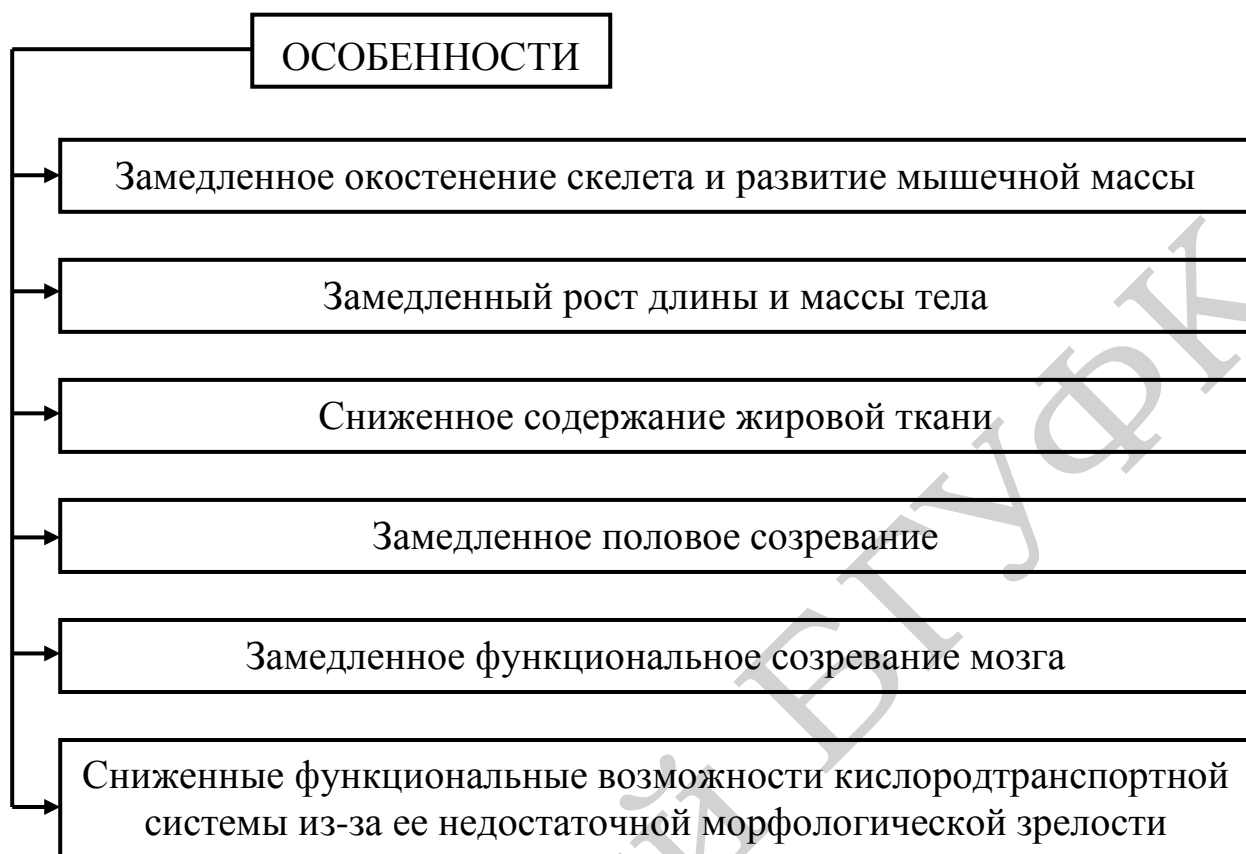 ОСОБЕННОСТИ
Замедленное окостенение скелета и развитие мышечной массы
Замедленный рост длины и массы тела
Сниженное содержание жировой ткани
Замедленное половое созревание
Замедленное функциональное созревание мозга
Сниженные функциональные возможности кислородтранспортной
системы из-за ее недостаточной морфологической зрелости
БГУФК